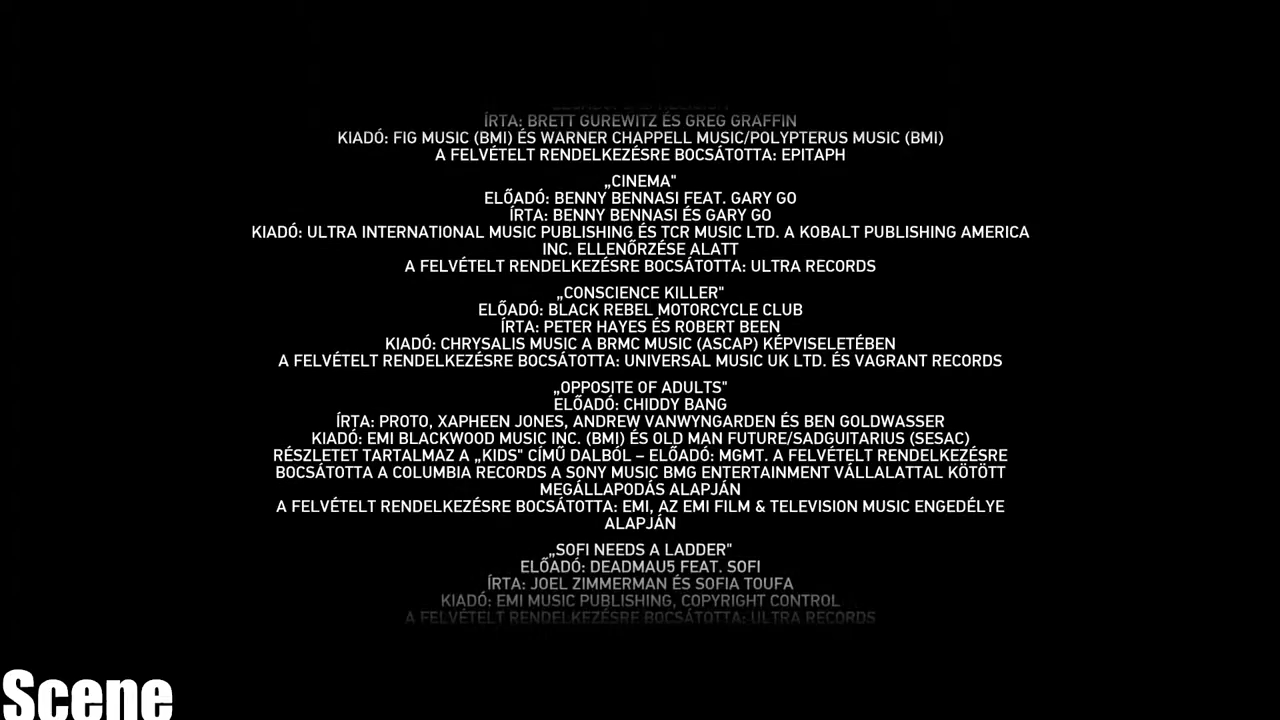 ÍRTA: BRETT GUREWITZ ÉS GREG GRAFFIN
KIADÓ: FIG MUSIC (BMI) ÉS WARNER CHAPPELL MUSIC/POLYPTERUS MUSIC (BMI)
A FELVÉTELT RENDELKEZÉSRE BOCSÁTOTTA: EPITAPH
„CINEMA"
ELŐADÓ: BENNY BENNASI FEAT. GARY GO
ÍRTA: BENNY BENNASI ÉS GARY GO
KIADÓ: ULTRA INTERNATIONAL MUSIC PUBLISHING ÉS TCR MUSIC LTD. A KOBALT PUBLISHING AMERICA
INC. ELLENŐRZÉSE ALATT
A FELVÉTELT RENDELKEZÉSRE BOCSÁTOTTA: ULTRA RECORDS
„CONSCIENCE KILLER"
ELŐADÓ: BLACK REBEL MOTORCYCLE CLUB
ÍRTA: PETER HAYES ÉS ROBERT BEEN
KIADÓ: CHRYSALIS MUSIC A BRMC MUSIC (ASCAP) KÉPVISELETÉBEN
A FELVÉTELT RENDELKEZÉSRE BOCSÁTOTTA: UNIVERSAL MUSIC UK LTD. ÉS VAGRANT RECORDS
„OPPOSITE OF ADULTS"
ELŐADÓ: CHIDDY BANG
ÍRTA: PROTO, XAPHEEN JONES, ANDREW VANWYNGARDEN ÉS BEN GOLDWASSER
KIADÓ: EMI BLACKWOOD MUSIC INC. (BMI) ÉS OLD MAN FUTURE/SADGUITARIUS (SESAC)
RÉSZLETET TARTALMAZ A „KIDS" CÍMŰ DALBÓL – ELŐADÓ: MGMT. A FELVÉTELT RENDELKEZÉSRE
BOCSÁTOTTA A COLUMBIA RECORDS A SONY MUSIC BMG ENTERTAINMENT VÁLLALATTAL KÖTÖTT
MEGÁLLAPODÁS ALAPJÁN
A FELVÉTELT RENDELKEZÉSRE BOCSÁTOTTA: EMI, AZ EMI FILM & TELEVISION MUSIC ENGEDÉLYE
ALAPJÁN
„SOFI NEEDS A LADDER"
ELŐADÓ: DEADMAU5 FEAT. SOFI
ÍRTA: JOEL ZIMMERMAN ÉS SOFIA TOUFA
KIADÓ: EMI MUSIC PUBLISHING, COPYRIGHT CONTROL
A FELVÉTELT RENDELKEZÉSRE BOCSÁTOTTA: ULTRA RECORDS
Scene